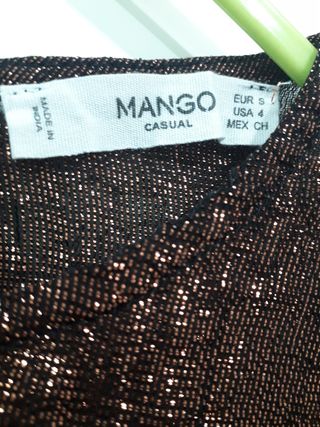 MADE IN
INDIA
MANGO
CASUAL
EUR S
USA 4
MEX CH